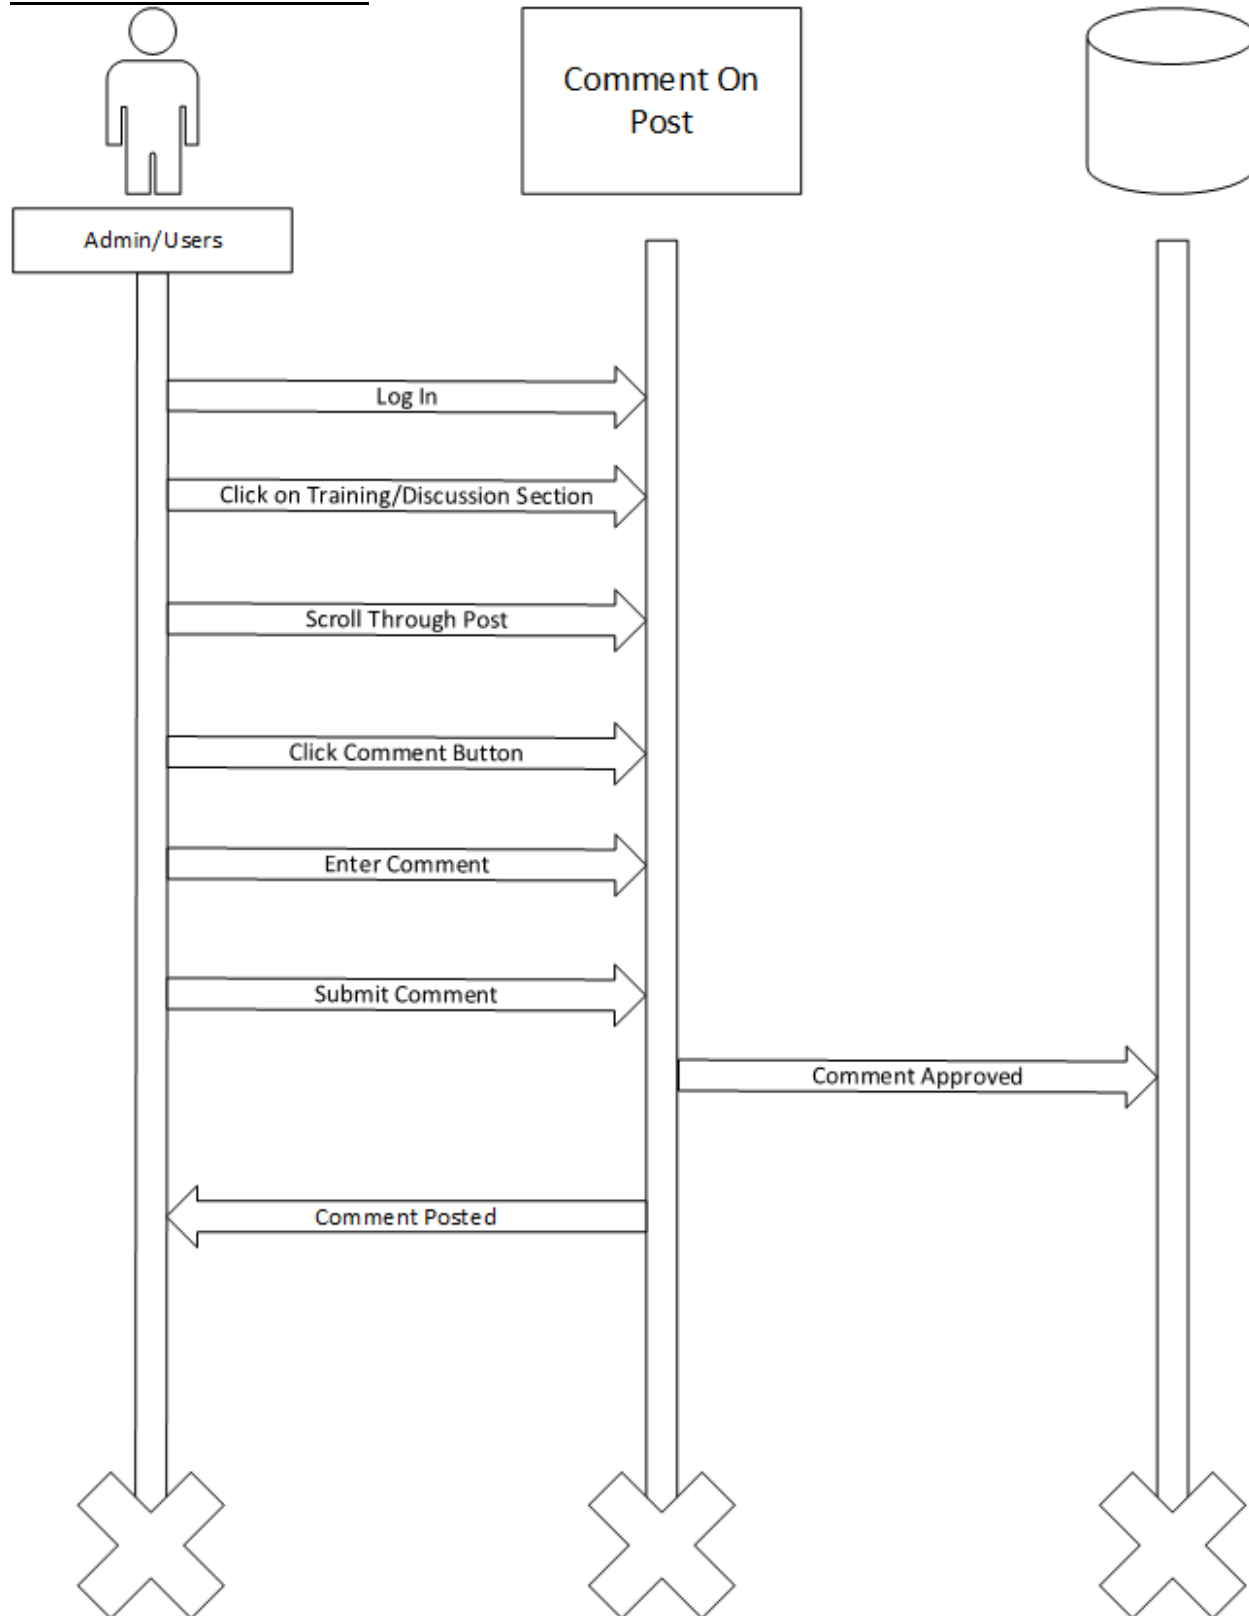 Comment On
Post
Admin/Users
Log In
Click on Training/Discussion Section
Scroll Through Post
Click Comment Button
Enter Comment
Submit Comment
Comment Approved
Comment Posted